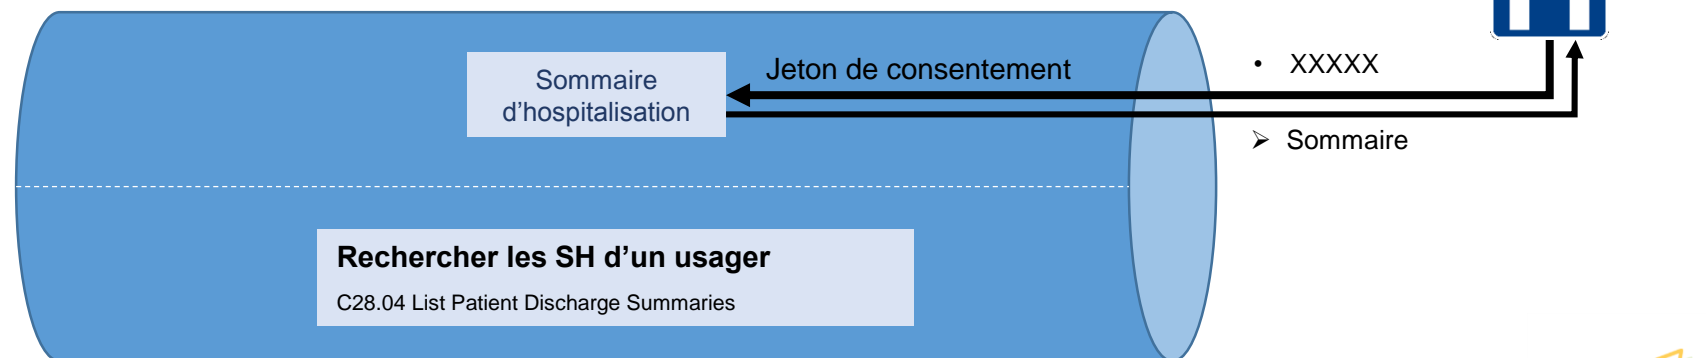 Sommaire
d’hospitalisation
Jeton de consentement
• XXXXX
➢ Sommaire
Rechercher les SH d’un usager
C28.04 List Patient Discharge Summaries